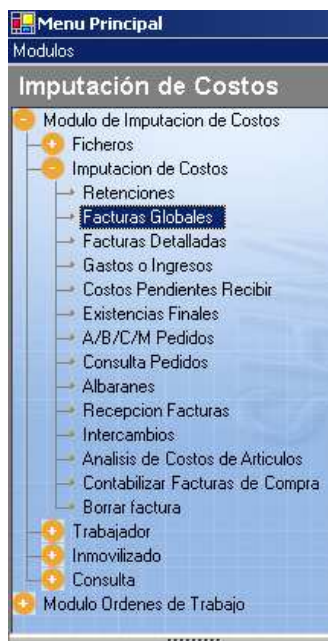 Menu Principal
Modulos
Imputación de Costos
Modulo de Imputacion de Costos
Ficheros
Imputacion de Costos
Retenciones
Facturas Globales
Facturas Detalladas
Gastos o Ingresos
Costos Pendientes Recibir
Existencias Finales
A/B/C/M Pedidos
Consulta Pedidos
Albaranes
Recepcion Facturas
Intercambios
Analisis de Costos de Articulos
Contabilizar Facturas de Compra
Borrar factura
Trabajador
Inmovilizado
Consulta
Modulo Ordenes de Trabajo